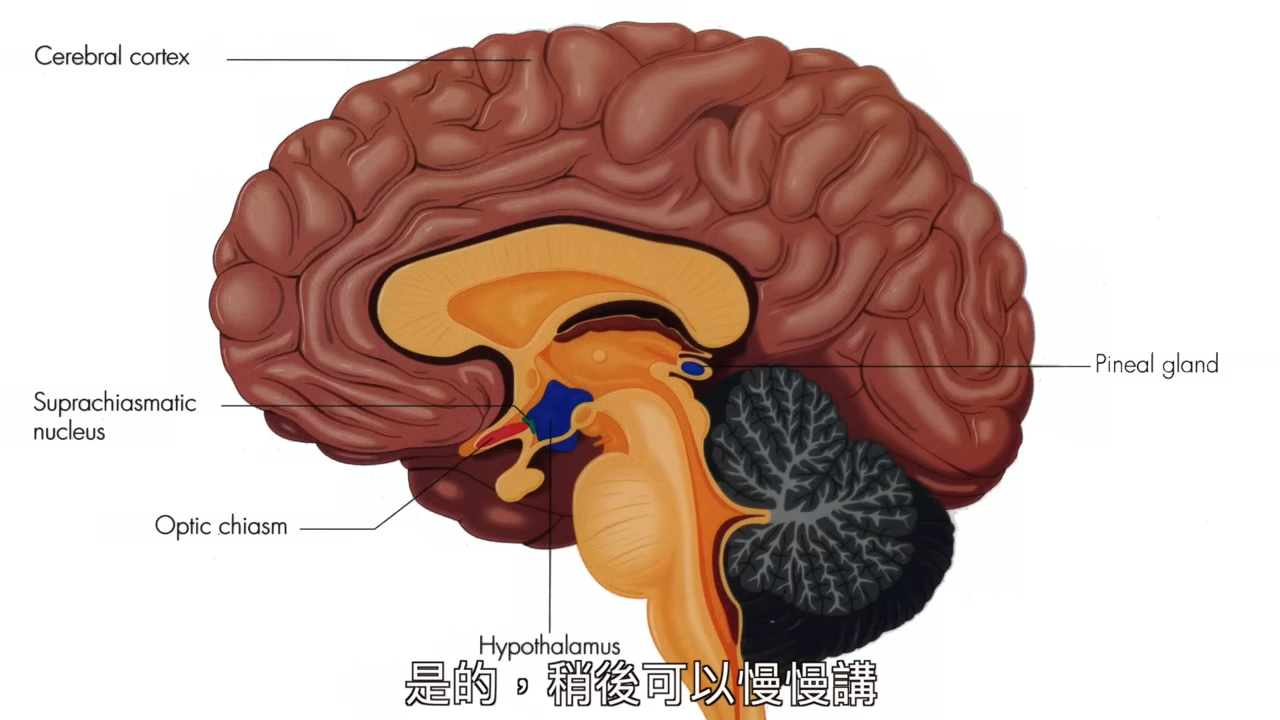 Cerebral cortex
Pineal gland
Suprachiasmatic
nucleus
Optic chiasm
Hypothalamus
是的，稍後可以慢慢講